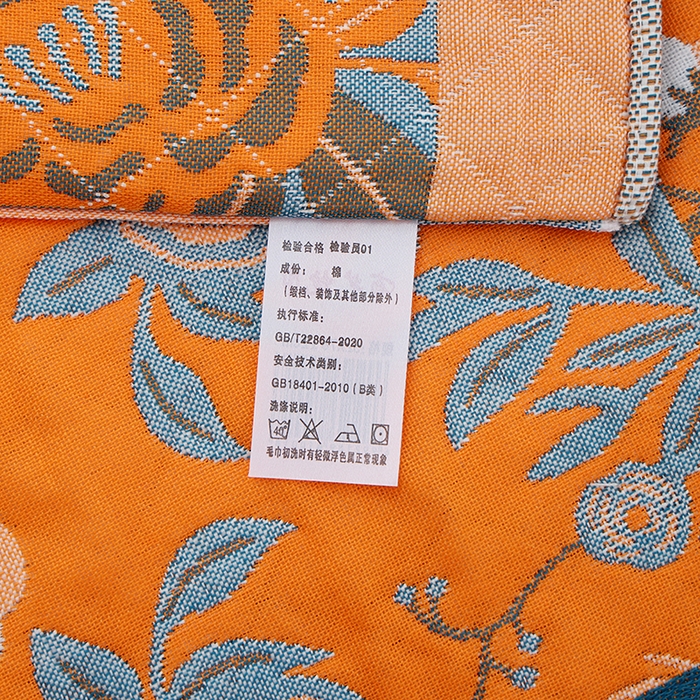 检验合格 检验员01
成份： 棉
（缎档、装饰及其他部分除外）
执行标准：
GB/T22864-2020
安全技术类别：
GB18401-2010（B类）
洗涤说明：
40°
毛巾初洗时有轻微浮色属正常现象